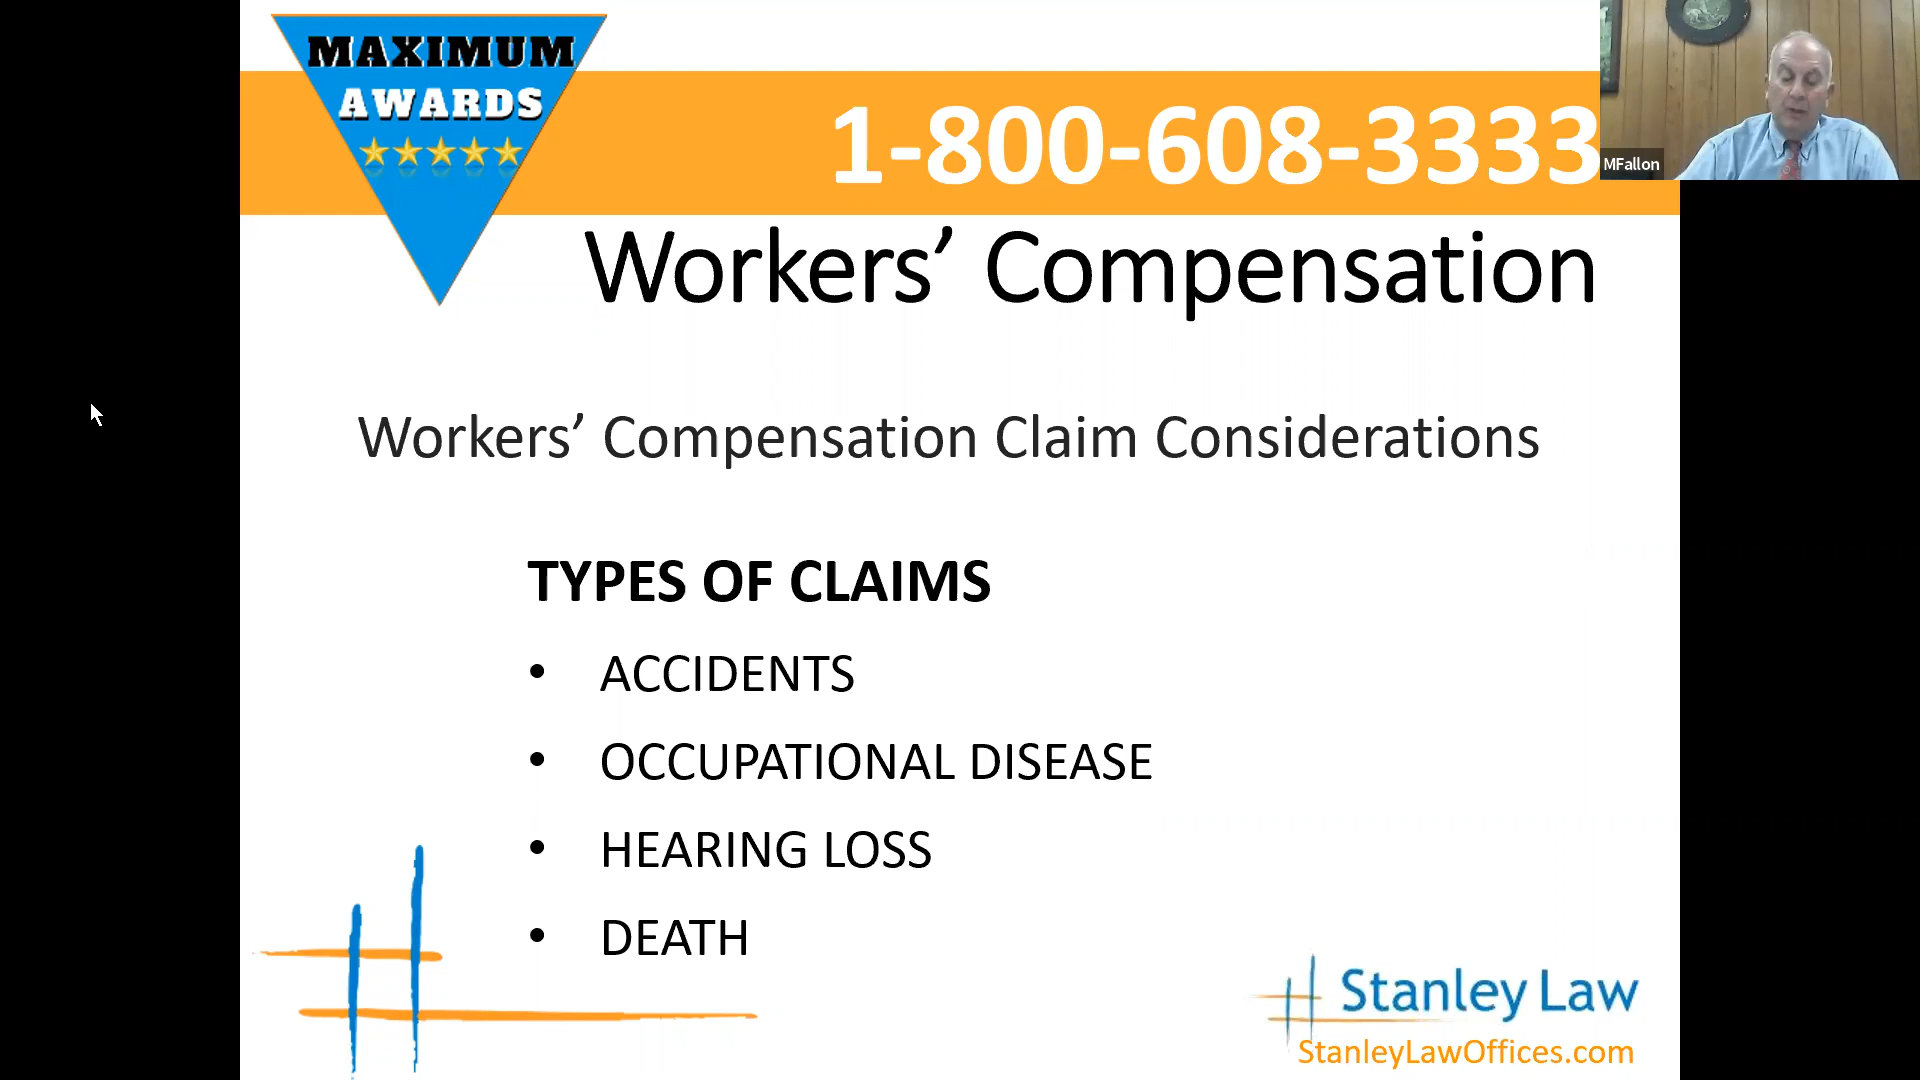 MAXIMUM
AWARDS
1-800-608-3333
MFallon
Workers’ Compensation
Workers’ Compensation Claim Considerations
TYPES OF CLAIMS
• ACCIDENTS
• OCCUPATIONAL DISEASE
• HEARING LOSS
• DEATH
Stanley Law
StanleyLawOffices.com